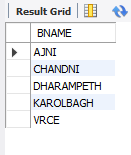 Result Grid
BNAME
AJNI
CHANDNI
DHARAMPETH
KAROLBAGH
VRCE